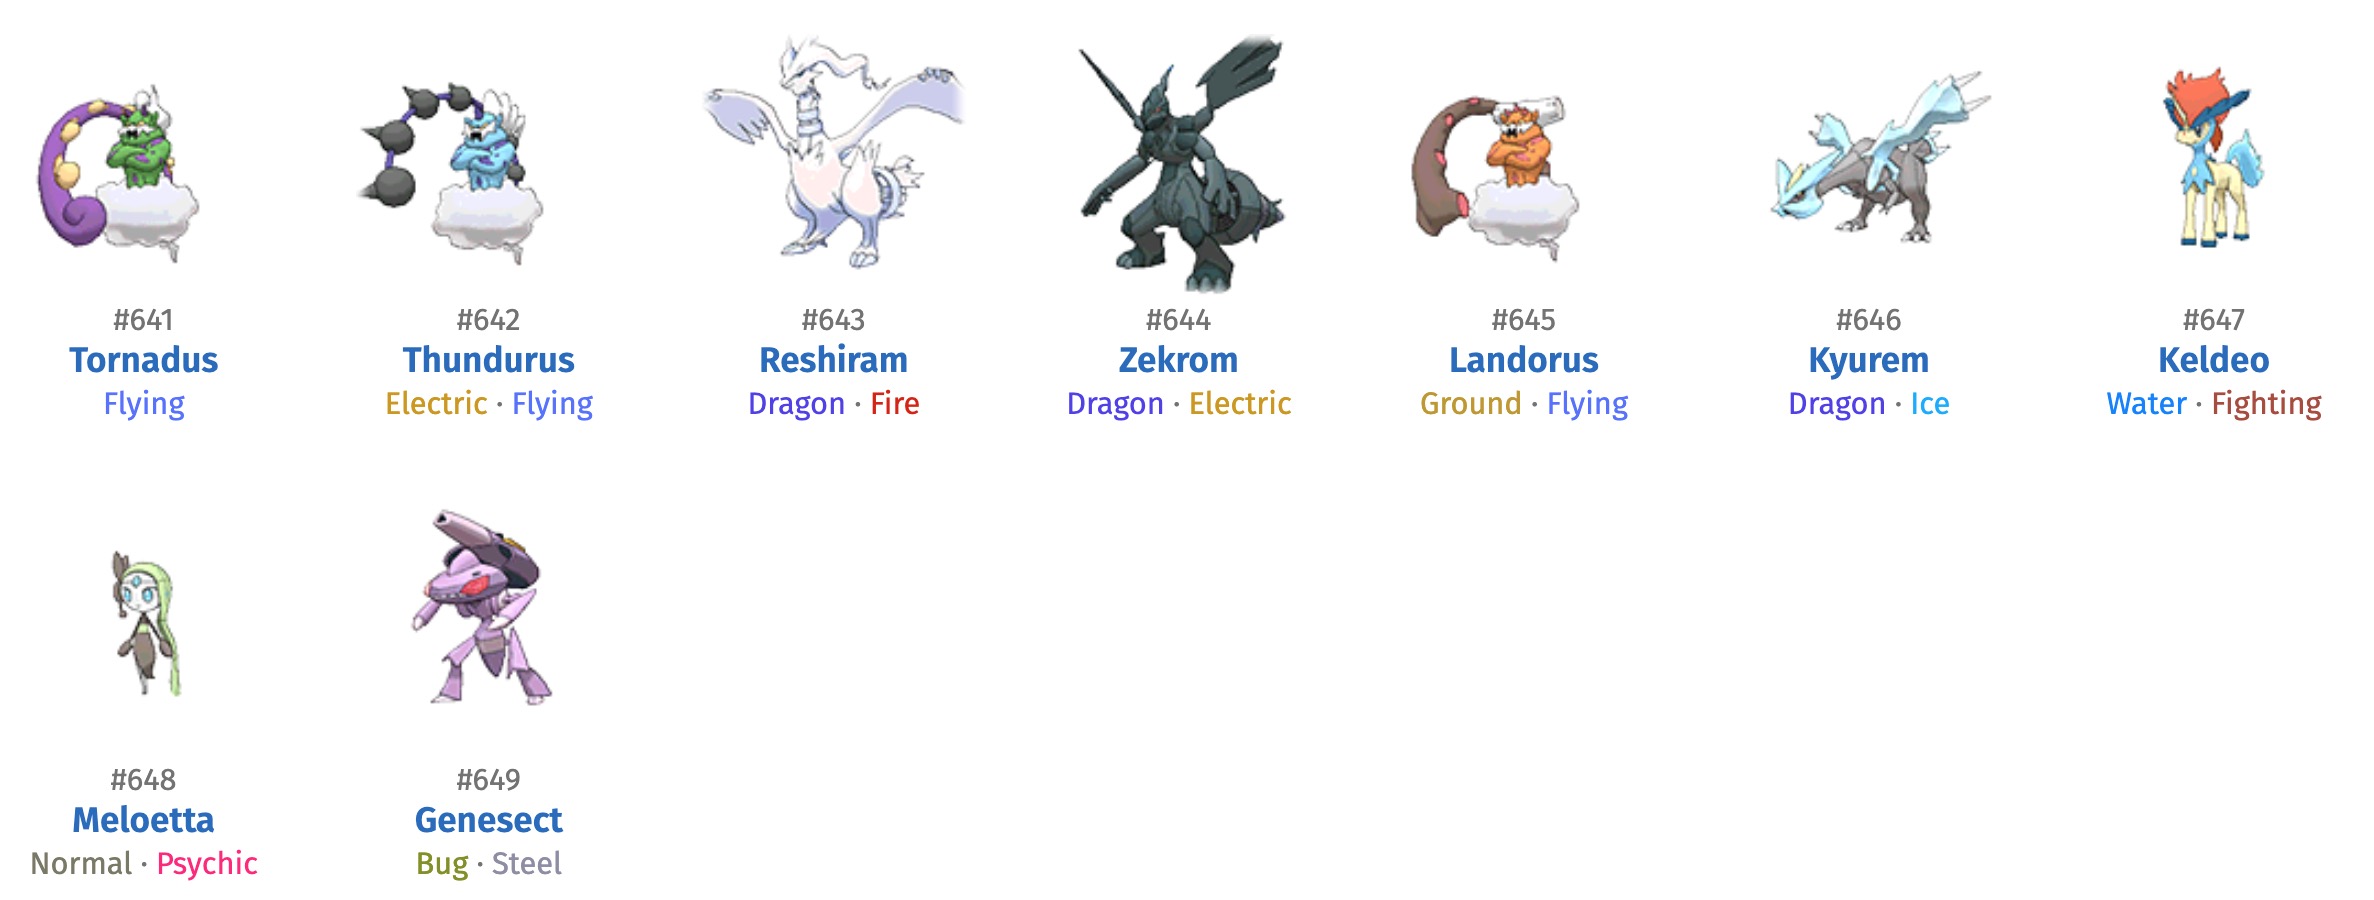 #641
Tornadus
Flying
#642
Thundurus
Electric · Flying
#643
Reshiram
Dragon · Fire
#644
Zekrom
Dragon · Electric
#645
Landorus
Ground · Flying
#646
Kyurem
Dragon · Ice
#647
Keldeo
Water · Fighting
#648
Meloetta
Normal · Psychic
#649
Genesect
Bug · Steel